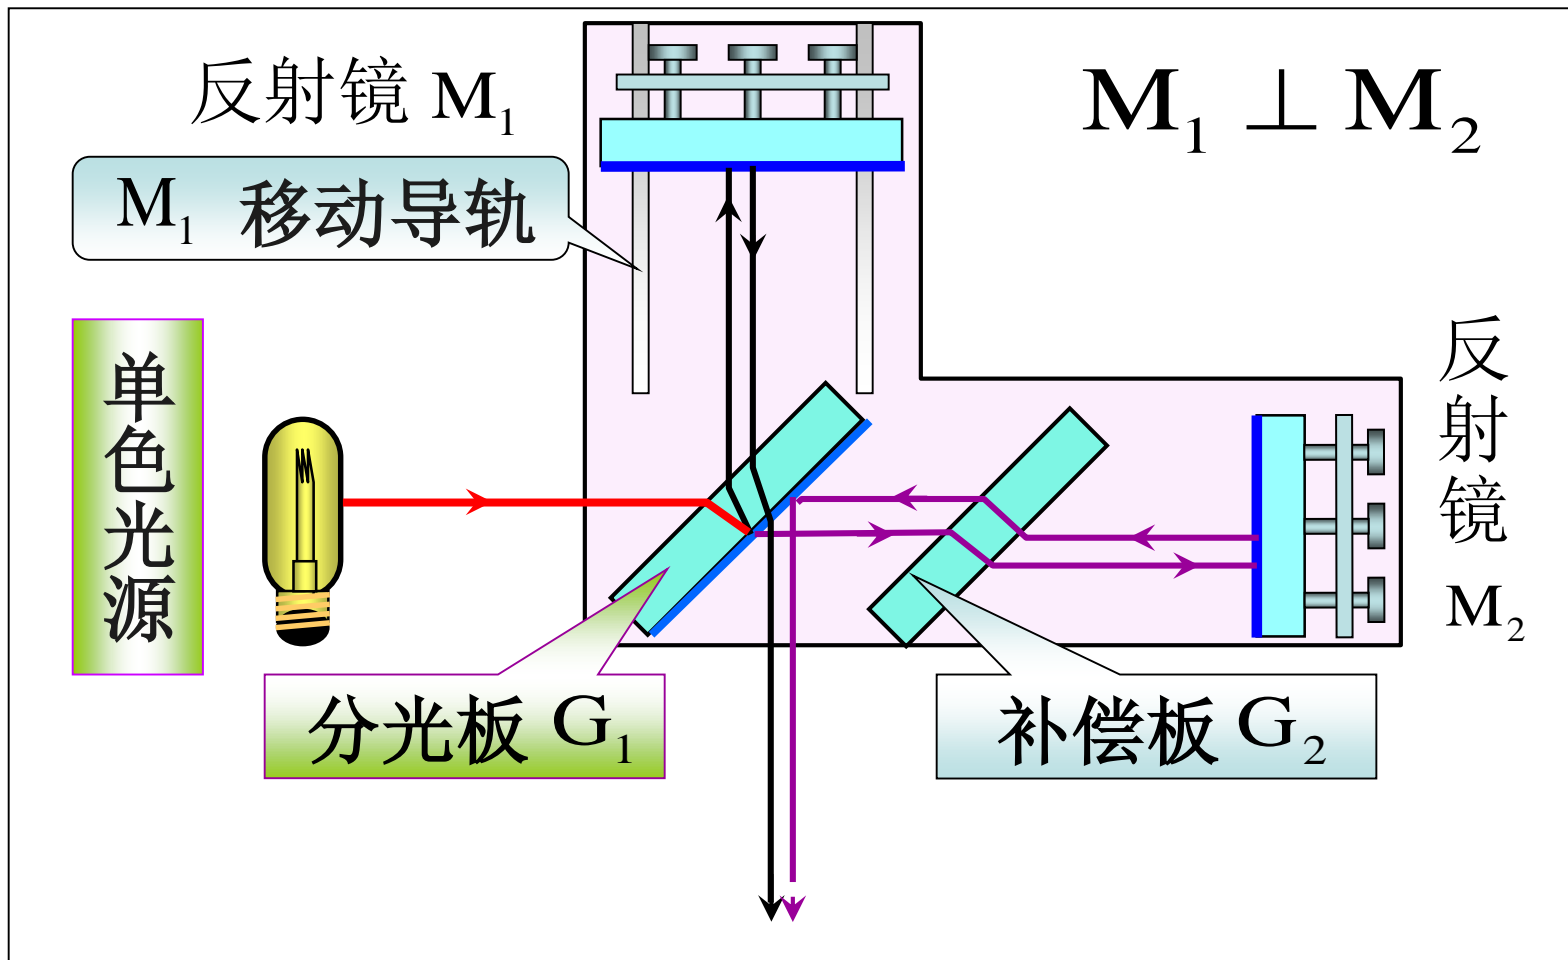 反射镜 M₁
M₁ ⊥ M₂
M₁ 移动导轨
单色光源
反射镜 M₂
分光板 G₁
补偿板 G₂